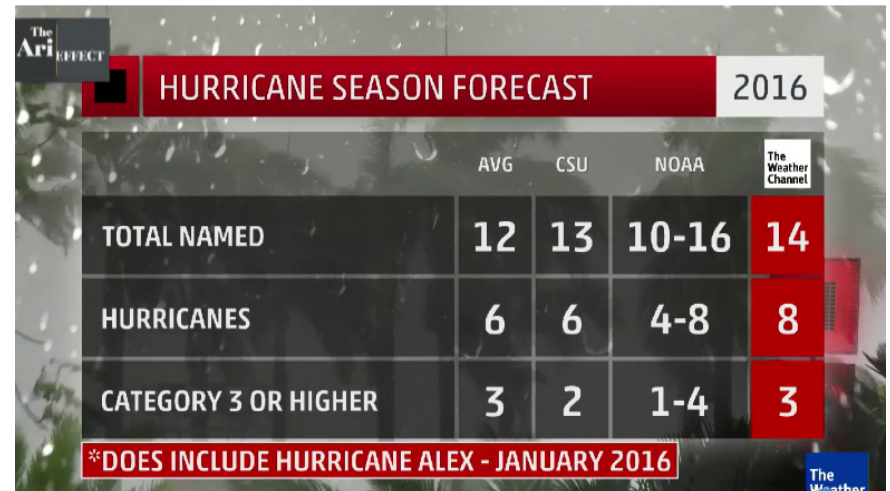 The
Ari EFFECT
HURRICANE SEASON FORECAST 2016
AVG CSU NOAA The Weather Channel
TOTAL NAMED 12 13 10-16 14
HURRICANES 6 6 4-8 8
CATEGORY 3 OR HIGHER 3 2 1-4 3
*DOES INCLUDE HURRICANE ALEX - JANUARY 2016
The
Weather